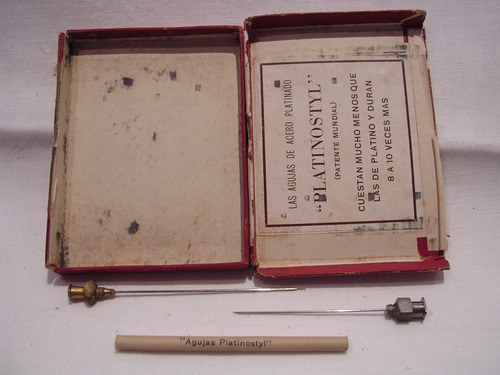 LAS AGUJAS DE ACERO PLATINADO
"PLATINOSTYL"
(PATENTE MUNDIAL)
CUESTAN MUCHO MENOS QUE
LAS DE PLATINO Y DURAN
8 A 10 VECES MAS
"Agujas Platinostyl"